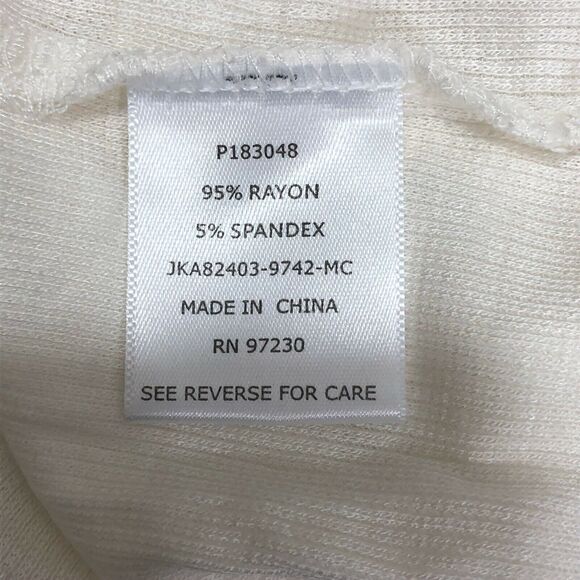 P183048
95% RAYON
5% SPANDEX
JKA82403-9742-MC
MADE IN CHINA
RN 97230
SEE REVERSE FOR CARE